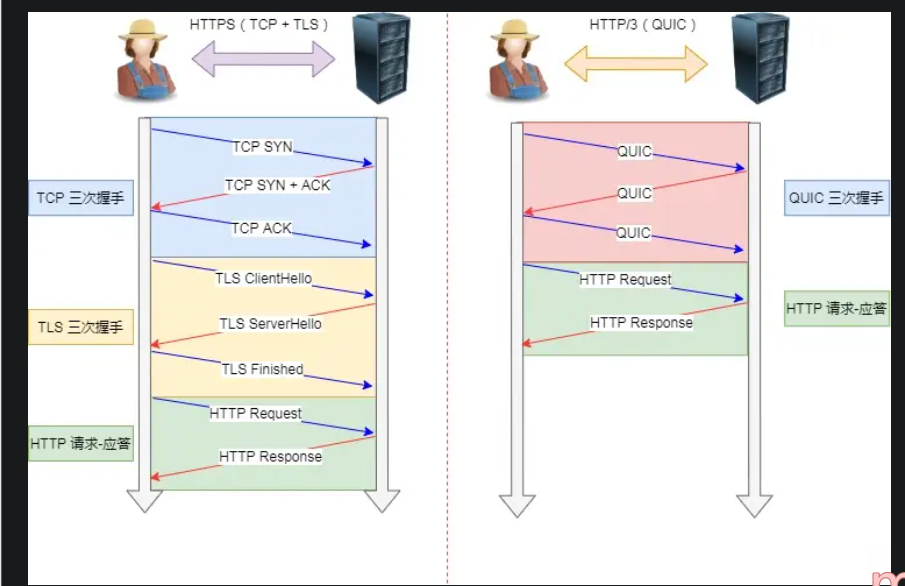 HTTPS ( TCP + TLS )
TCP 三次握手
TCP SYN
TCP SYN + ACK
TCP ACK
TLS 三次握手
TLS ClientHello
TLS ServerHello
TLS Finished
HTTP 请求-应答
HTTP Request
HTTP Response
HTTP/3 ( QUIC )
QUIC
QUIC
QUIC
QUIC 三次握手
HTTP Request
HTTP Response
HTTP 请求-应答